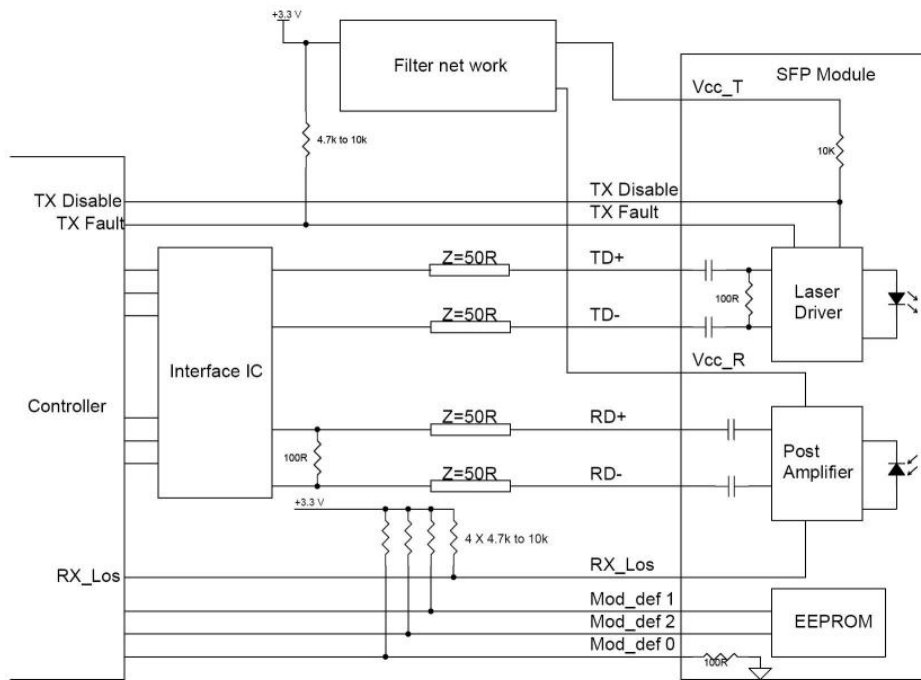 +3.3 V
Filter net work
SFP Module
Vcc_T
4.7k to 10k
10K
TX Disable
TX Disable
TX Fault
TX Fault
Z=50R
TD+
100R
Laser
Driver
Z=50R
TD-
Interface IC
Vcc_R
Controller
Z=50R
RD+
100R
Post
Amplifier
Z=50R
RD-
+3.3 V
4 X 4.7k to 10k
RX_Los
RX_Los
Mod_def 1
EEPROM
Mod_def 2
Mod_def 0
100R